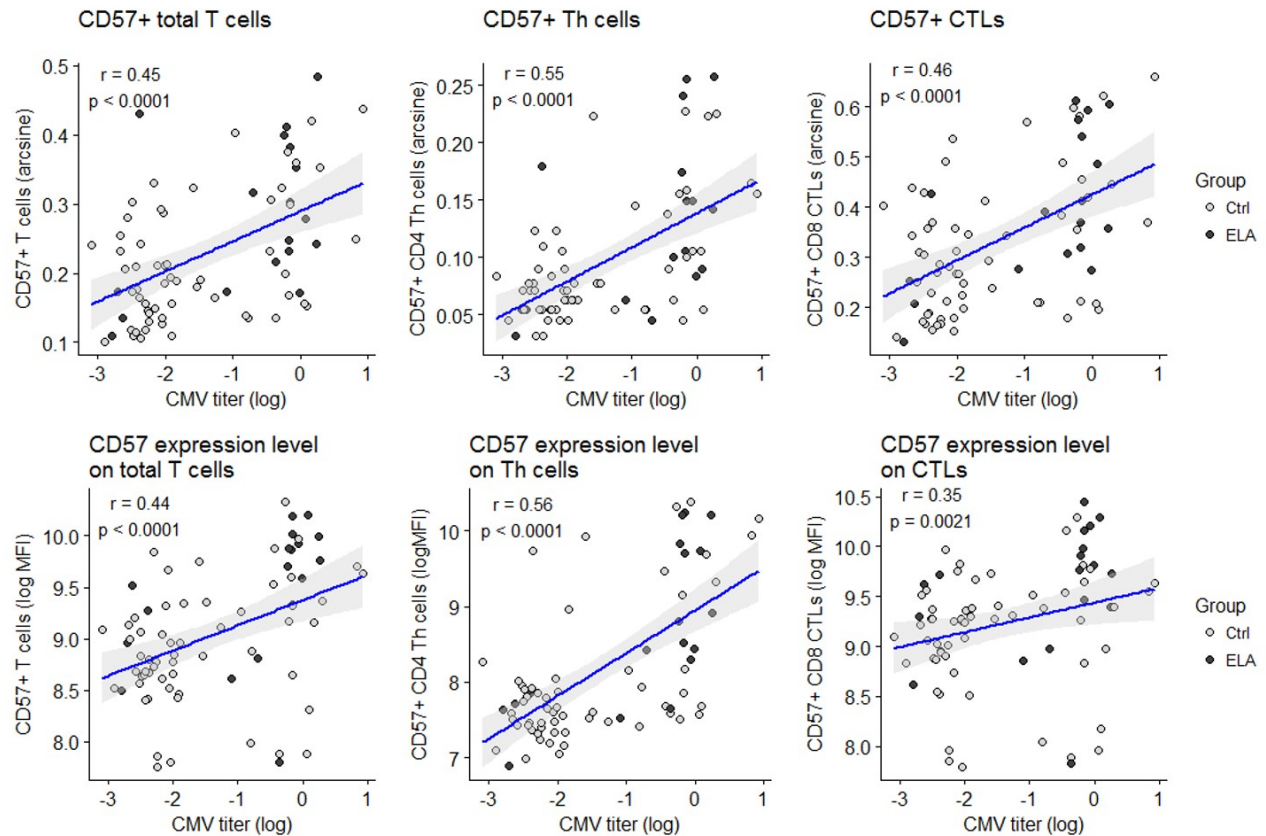 CD57+ total T cells
CD57+ T cells (arcsine)
0.5
0.4
0.3
0.2
0.1
r = 0.45
p < 0.0001
-3 -2 -1 0 1
CMV titer (log)
CD57+ Th cells
CD57+ CD4 Th cells (arcsine)
0.25
0.20
0.15
0.10
0.05
r = 0.55
p < 0.0001
-3 -2 -1 0 1
CMV titer (log)
CD57+ CTLs
CD57+ CD8 CTLs (arcsine)
0.6
0.5
0.4
0.3
0.2
r = 0.46
p < 0.0001
-3 -2 -1 0 1
CMV titer (log)
Group
Ctrl
ELA
CD57 expression level
on total T cells
CD57+ T cells (log MFI)
10.0
9.5
9.0
8.5
8.0
r = 0.44
p < 0.0001
-3 -2 -1 0 1
CMV titer (log)
CD57 expression level
on Th cells
CD57+ CD4 Th cells (logMFI)
10
9
8
7
r = 0.56
p < 0.0001
-3 -2 -1 0 1
CMV titer (log)
CD57 expression level
on CTLs
CD57+ CD8 CTLs (log MFI)
10.5
10.0
9.5
9.0
8.5
8.0
r = 0.35
p = 0.0021
-3 -2 -1 0 1
CMV titer (log)
Group
Ctrl
ELA